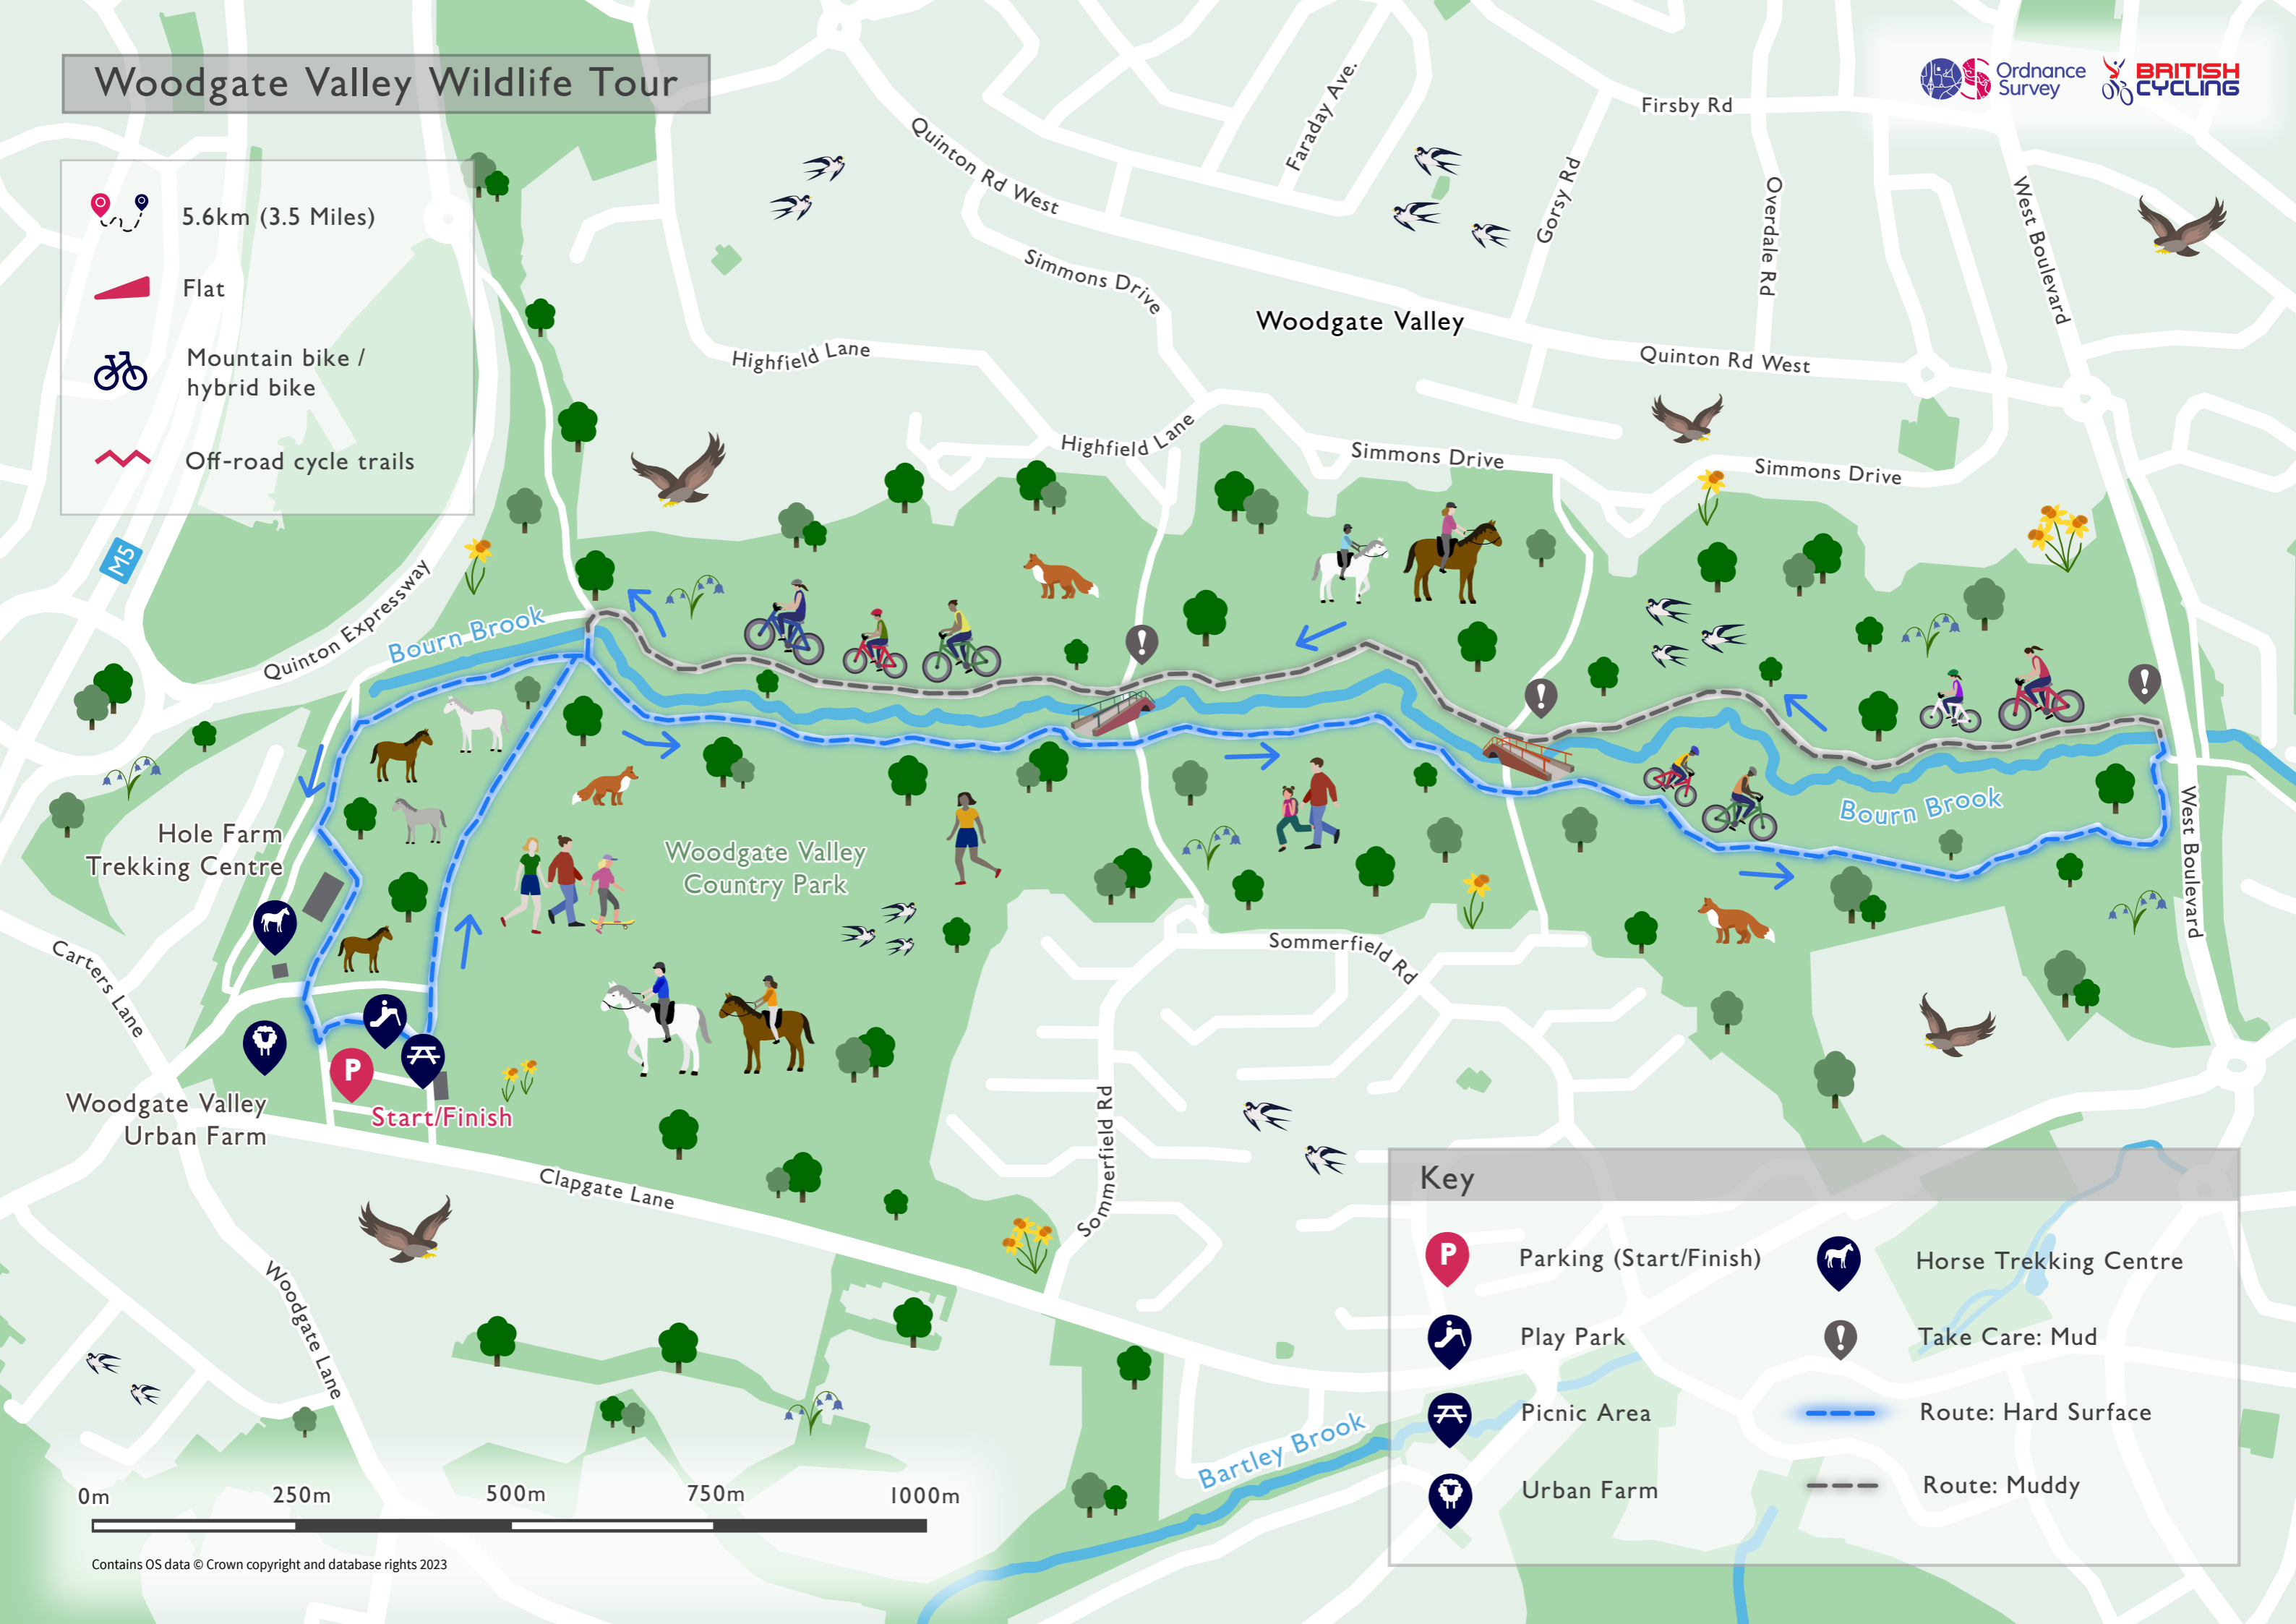 Woodgate Valley Wildlife Tour
Ordnance
Survey
BRITISH
CYCLING
5.6km (3.5 Miles)
Flat
Mountain bike /
hybrid bike
Off-road cycle trails
Faraday Ave.
Firsby Rd
Quinton Rd West
Gorsy Rd
Overdale Rd
West Boulevard
Simmons Drive
Woodgate Valley
Highfield Lane
Quinton Rd West
Highfield Lane
Simmons Drive
Simmons Drive
M5
Quinton Expressway
Bourn Brook
Bourn Brook
West Boulevard
Hole Farm
Trekking Centre
Woodgate Valley
Country Park
Carters Lane
Sommerfield Rd
P
Start/Finish
Woodgate Valley
Urban Farm
Clapgate Lane
Sommerfield Rd
Woodgate Lane
Bartley Brook
Key
P
Parking (Start/Finish)
Horse Trekking Centre
Play Park
Take Care: Mud
Picnic Area
Route: Hard Surface
Urban Farm
Route: Muddy
0m
250m
500m
750m
1000m
Contains OS data © Crown copyright and database rights 2023